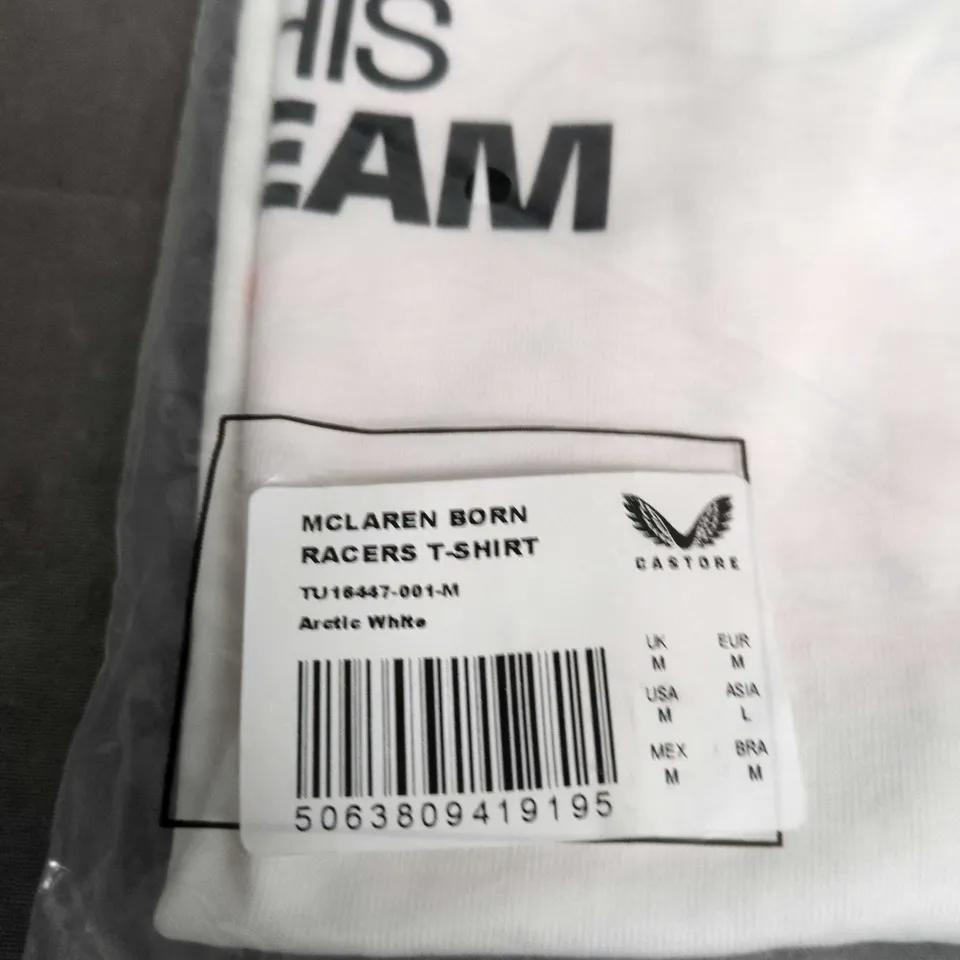 HIS
EAM
MCLAREN BORN
RACERS T-SHIRT
TU16447-001-M
Arctic White
CASTORE
UK EUR
M M
USA ASIA
M L
MEX BRA
M M
5063809419195